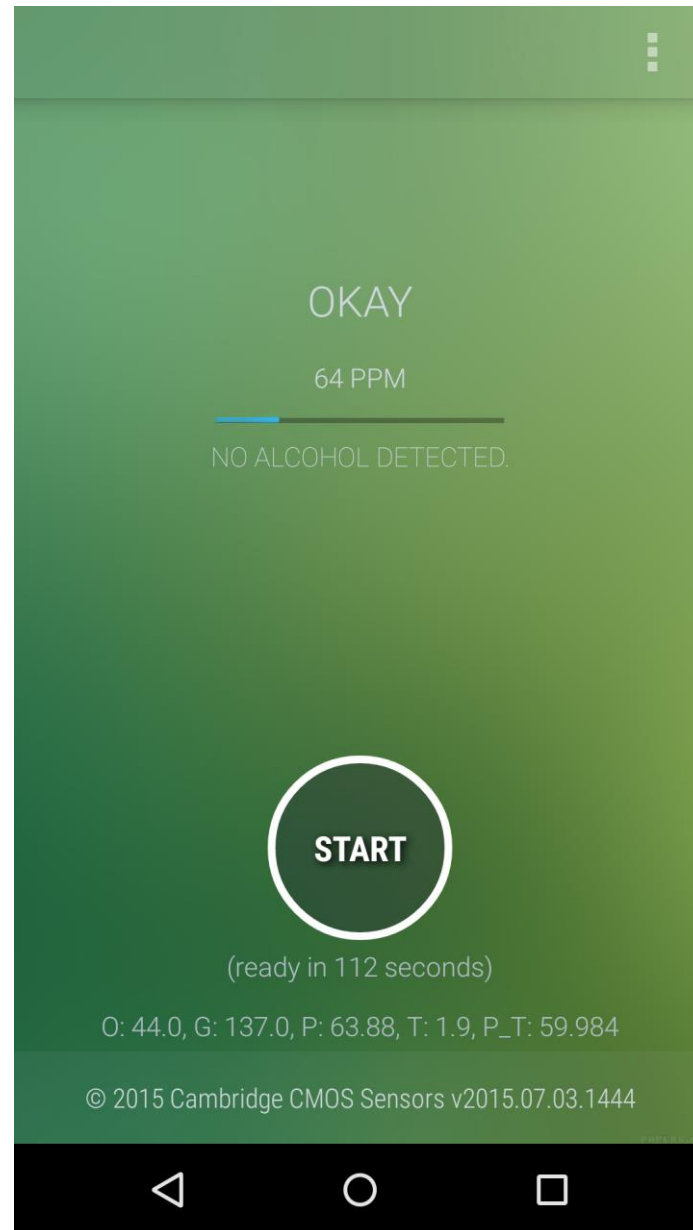 OKAY
64 PPM
NO ALCOHOL DETECTED.
START
(ready in 112 seconds)
O: 44.0, G: 137.0, P: 63.88, T: 1.9, P_T: 59.984
© 2015 Cambridge CMOS Sensors v2015.07.03.1444